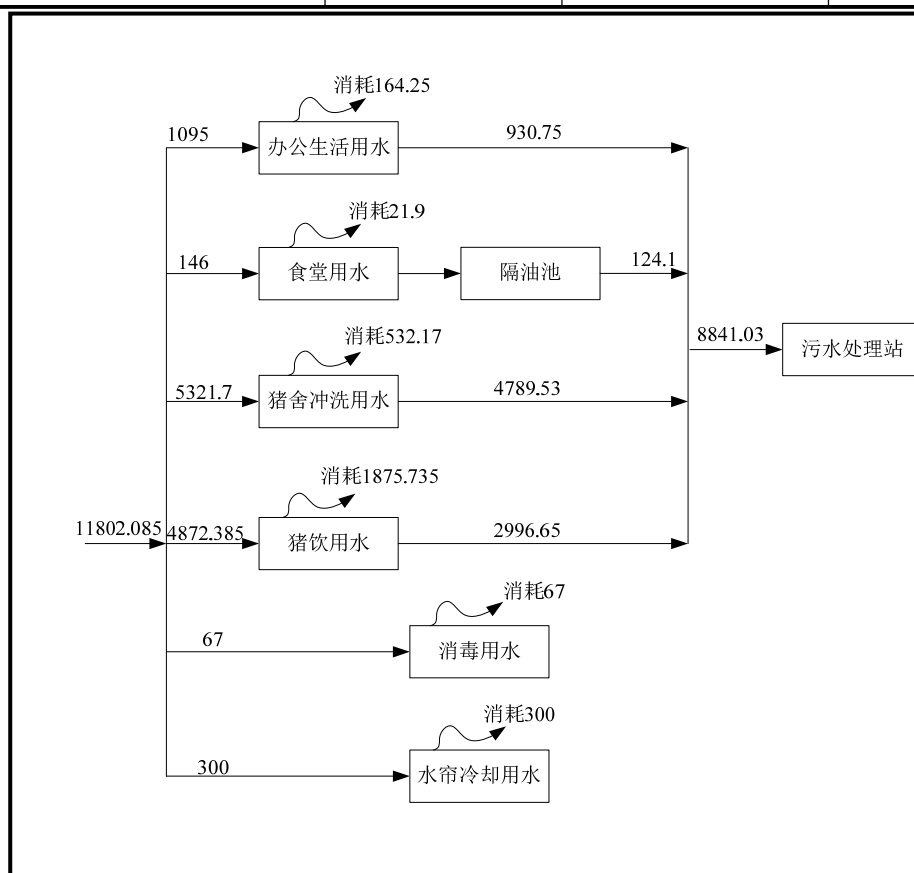 消耗164.25
1095
办公生活用水
930.75
消耗21.9
146
食堂用水
隔油池
124.1
消耗532.17
5321.7
猪舍冲洗用水
4789.53
8841.03
污水处理站
消耗1875.735
11802.085
4872.385
猪饮用水
2996.65
消耗67
67
消毒用水
消耗300
300
水帘冷却用水